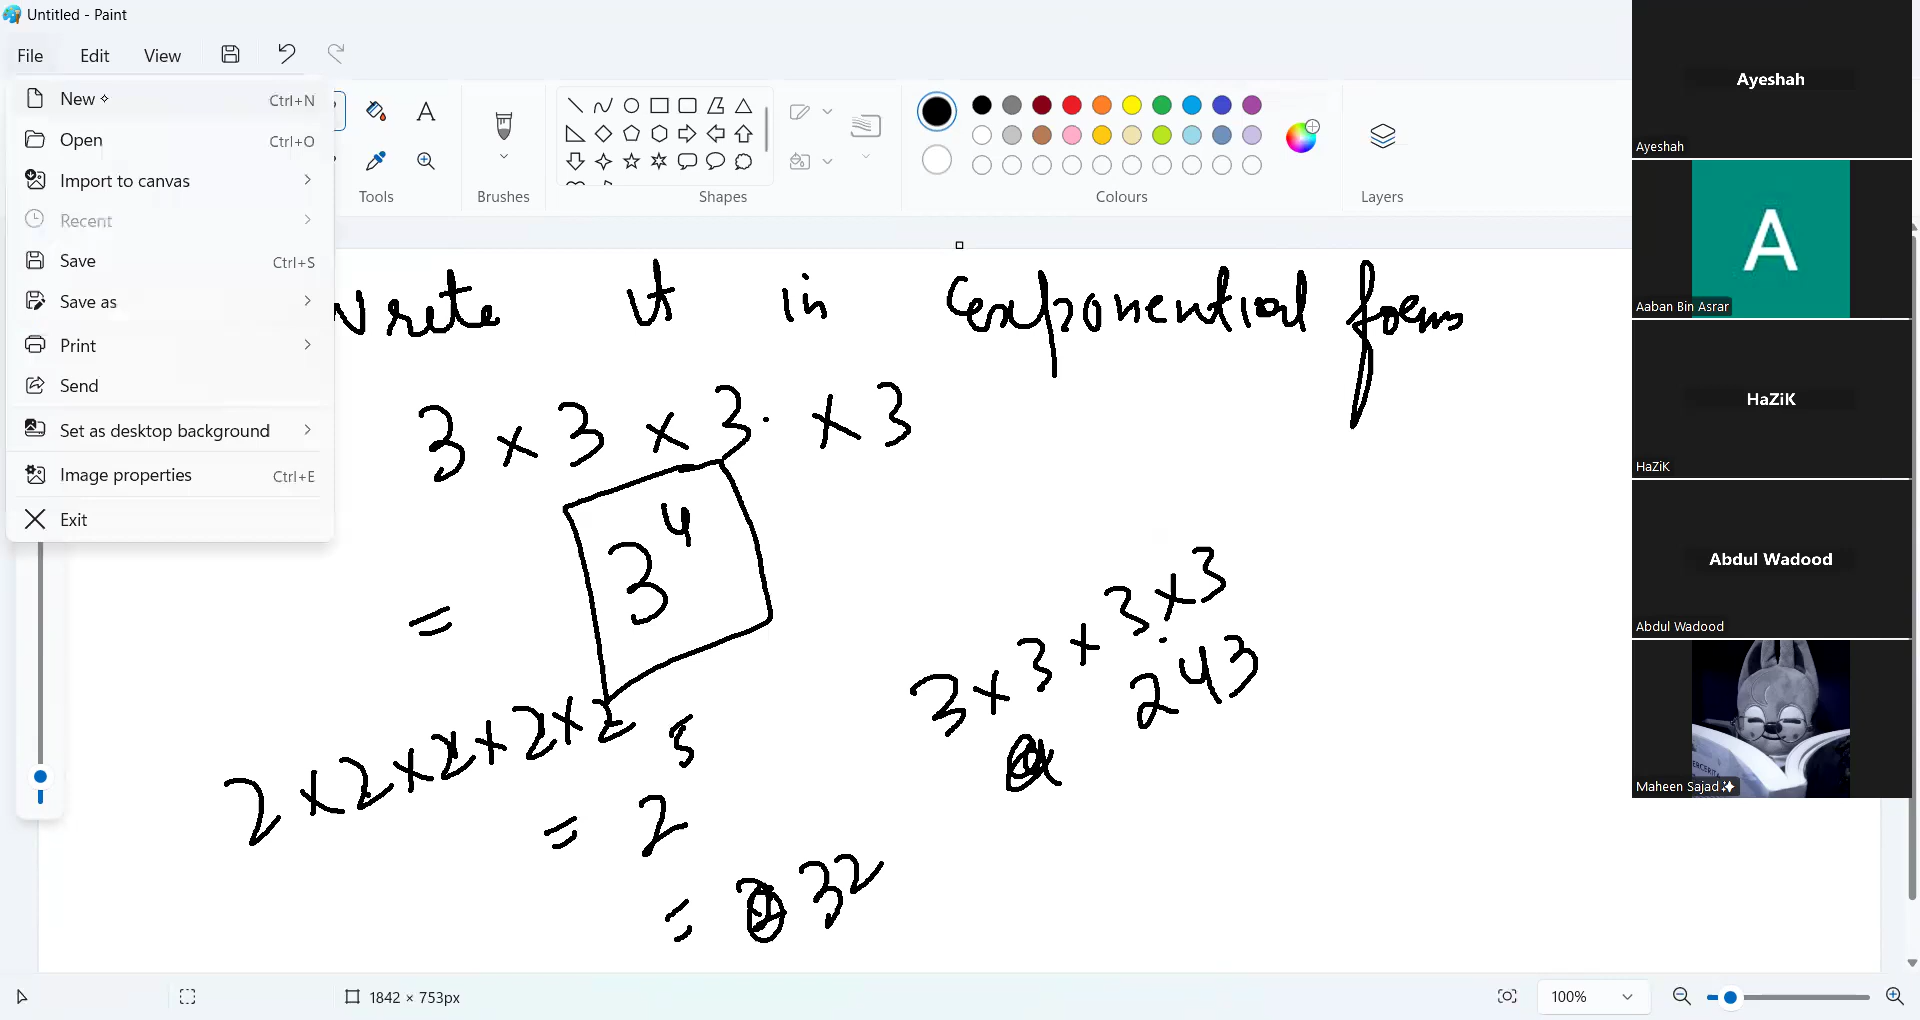 Untitled - Paint
File Edit View
New Ctrl+N
Open Ctrl+O
Import to canvas
Recent
Save Ctrl+S
Save as
Print
Send
Set as desktop background
Image properties Ctrl+E
Exit
Tools
Brushes
Shapes
Colours
Layers
write it in exponential form
3 × 3 × 3 · × 3
= 3⁴
3 × 3 × 3 × 3
243
2 × 2 × 2 × 2 × 2
= 2⁵
= 32
1842 × 753px
100%
Ayeshah
Ayeshah
A
Aaban Bin Asrar
HaZiK
HaZiK
Abdul Wadood
Abdul Wadood
Maheen Sajad✨